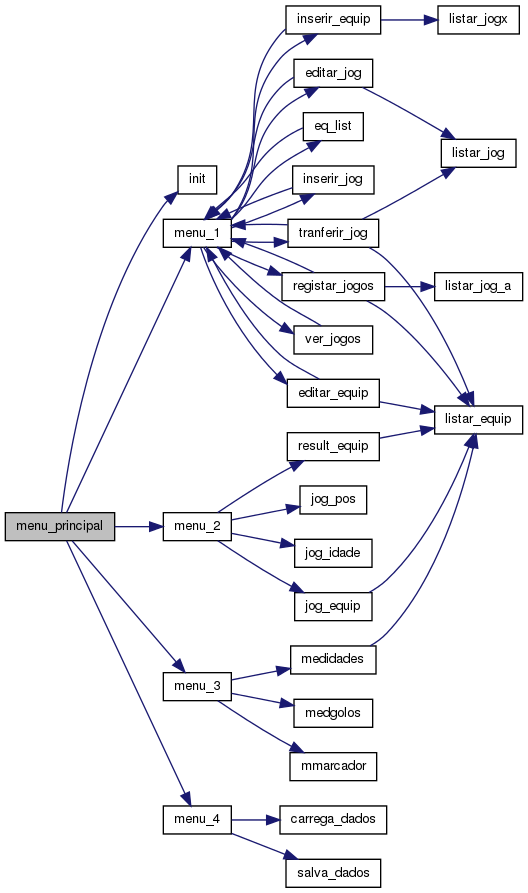 inserir_equip
listar_jogx
editar_jog
eq_list
listar_jog
init
inserir_jog
menu_1
tranferir_jog
registar_jogos
listar_jog_a
ver_jogos
editar_equip
listar_equip
result_equip
jog_pos
menu_principal
menu_2
jog_idade
jog_equip
medidades
menu_3
medgolos
mmarcador
menu_4
carrega_dados
salva_dados